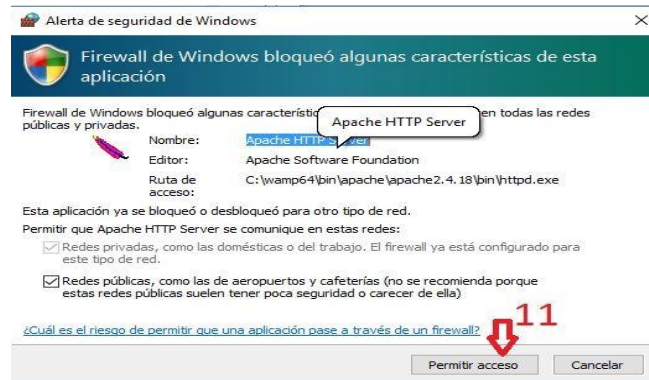 Alerta de seguridad de Windows
Firewall de Windows bloqueó algunas características de esta
aplicación
Firewall de Windows bloqueó algunas en todas las redes
públicas y privadas.
Apache HTTP Server
Nombre: Apache HTTP Server
Editor: Apache Software Foundation
Ruta de C:\wamp64\bin\apache\apache2.4.18\bin\httpd.exe
acceso:
Esta aplicación ya se bloqueó o desbloqueó para otro tipo de red.
Permitir que Apache HTTP Server se comunique en estas redes:
Redes privadas, como las domésticas o del trabajo. El firewall ya está configurado para
este tipo de red.
Redes públicas, como las de aeropuertos y cafeterías (no se recomienda porque
estas redes públicas suelen tener poca seguridad o carecer de ella)
¿Cuál es el riesgo de permitir que una aplicación pase a través de un firewall?
11
Permitir acceso Cancelar